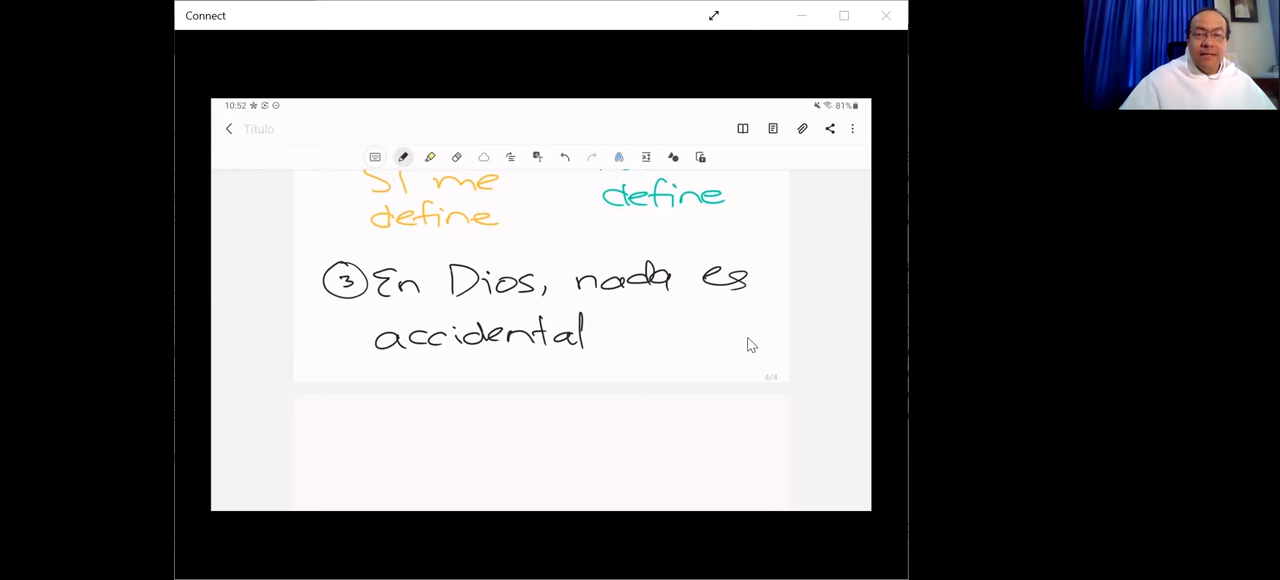 Connect
10:52
81%
Título
Sí me
define
define
③ En Dios, nada es
accidental
4/4